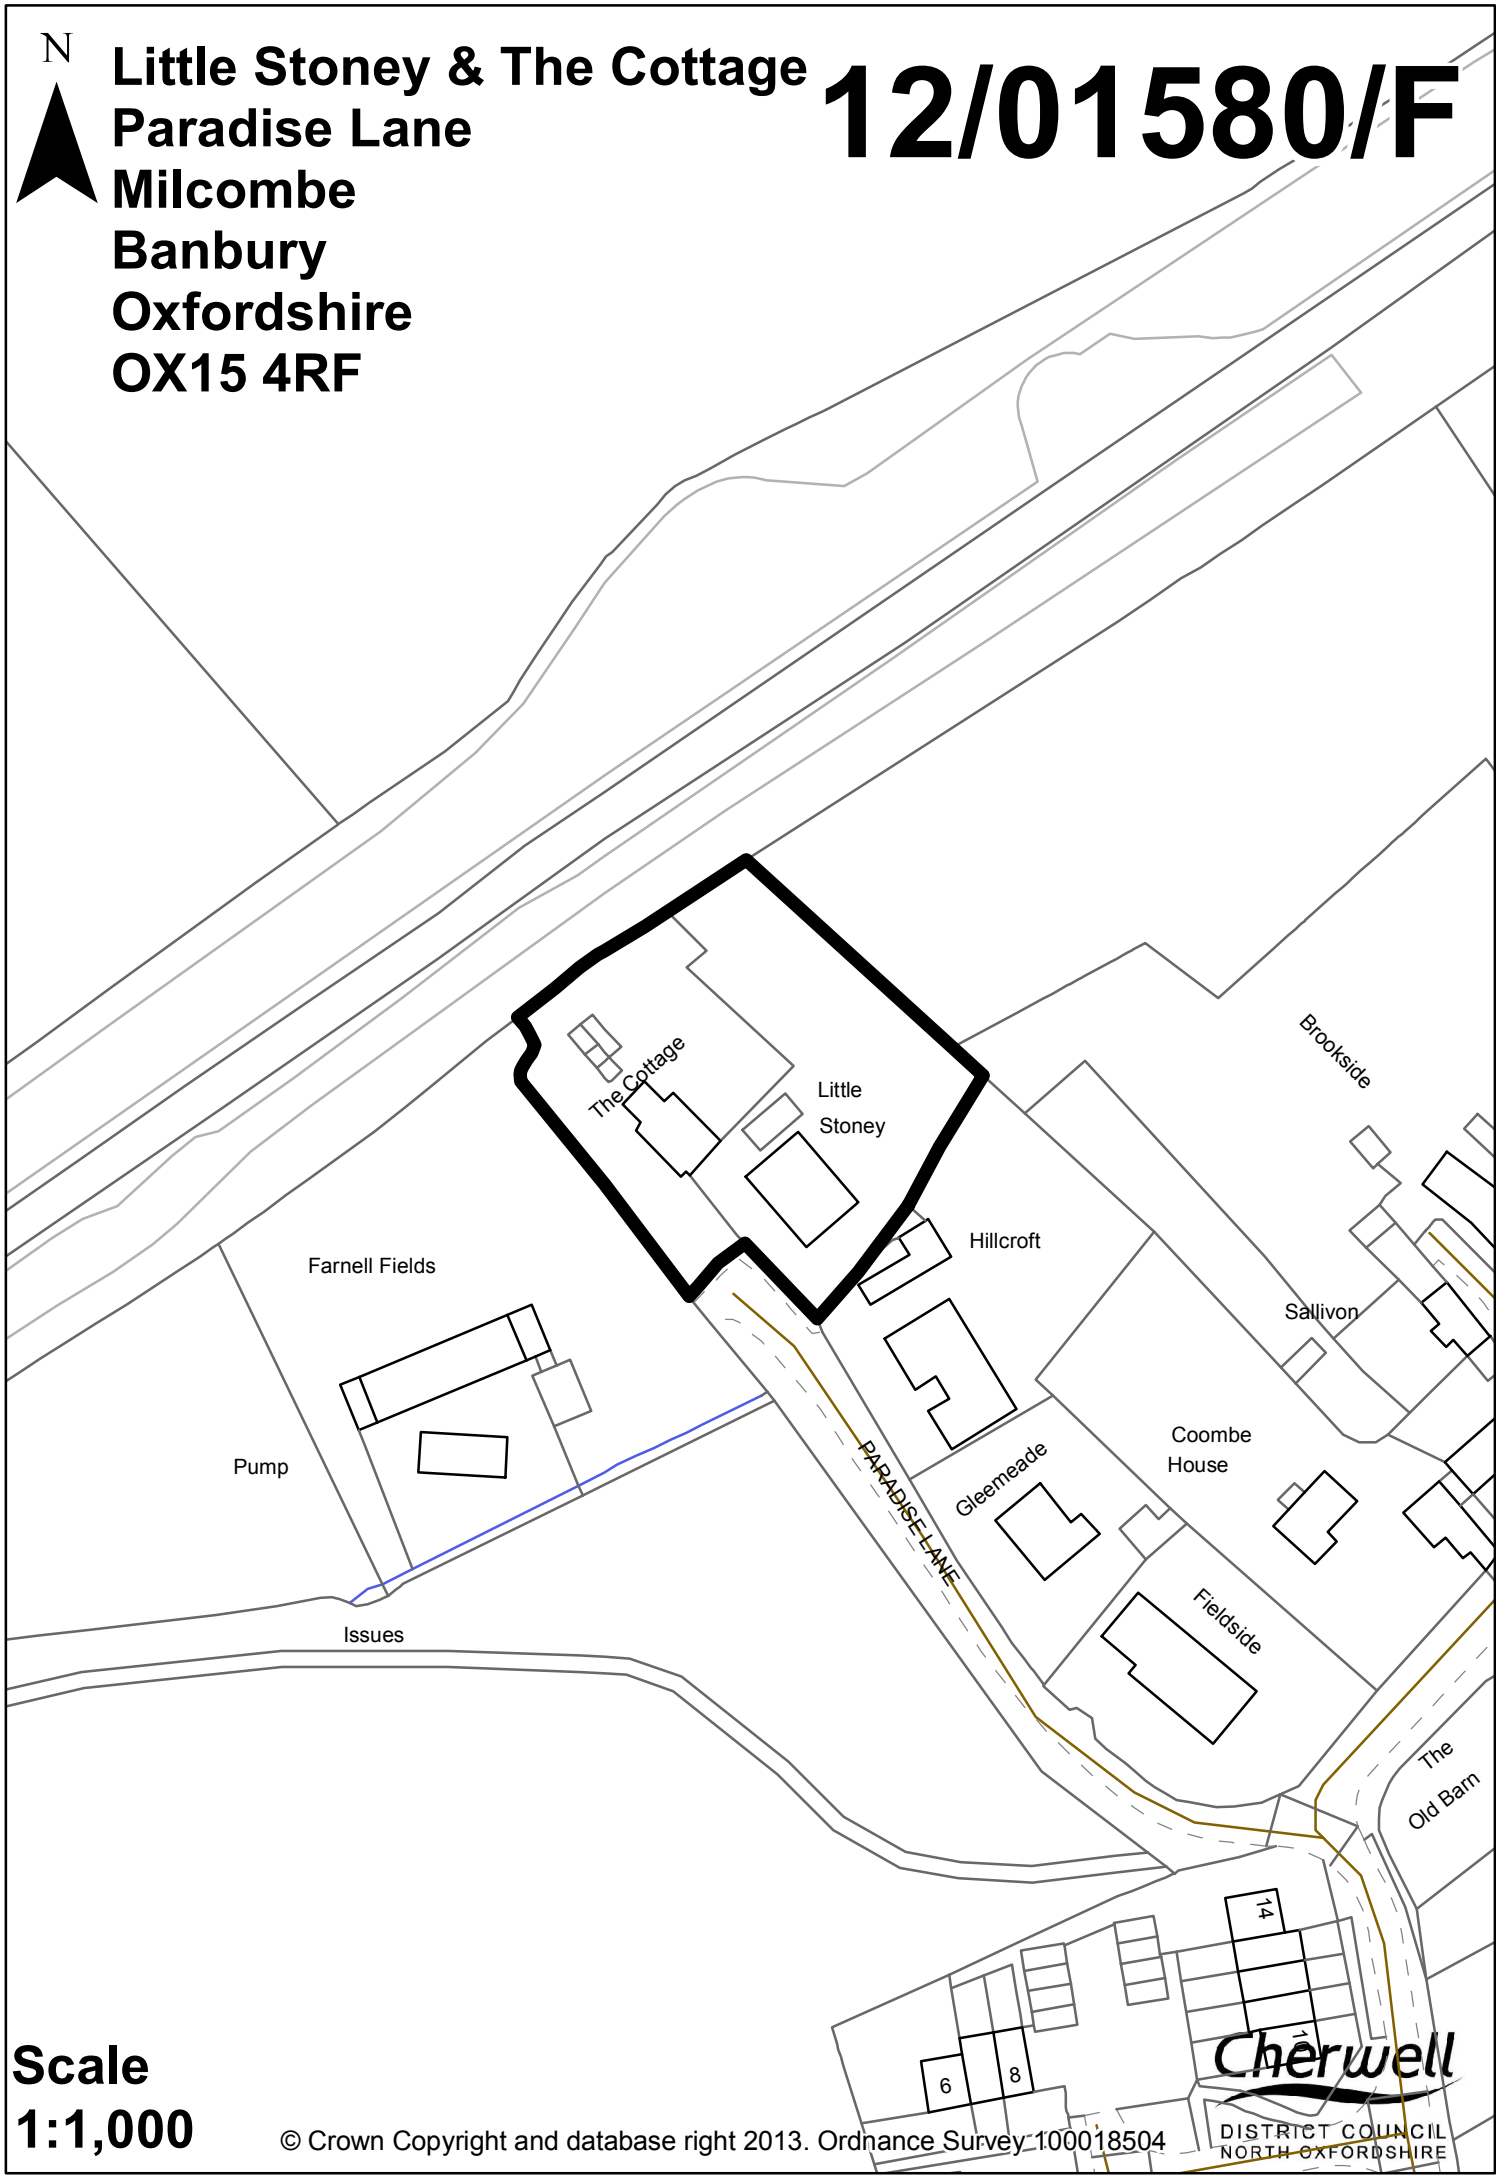 N
Little Stoney & The Cottage
Paradise Lane
Milcombe
Banbury
Oxfordshire
OX15 4RF
12/01580/F
Brookside
The Cottage
Little
Stoney
Hillcroft
Farnell Fields
Sallivon
Pump
Coombe
House
PARADISE LANE
Gleemeade
Fieldside
Issues
The
Old Barn
14
10
8
6
Scale
1:1,000
© Crown Copyright and database right 2013. Ordnance Survey 100018504
Cherwell
DISTRICT COUNCIL
NORTH OXFORDSHIRE